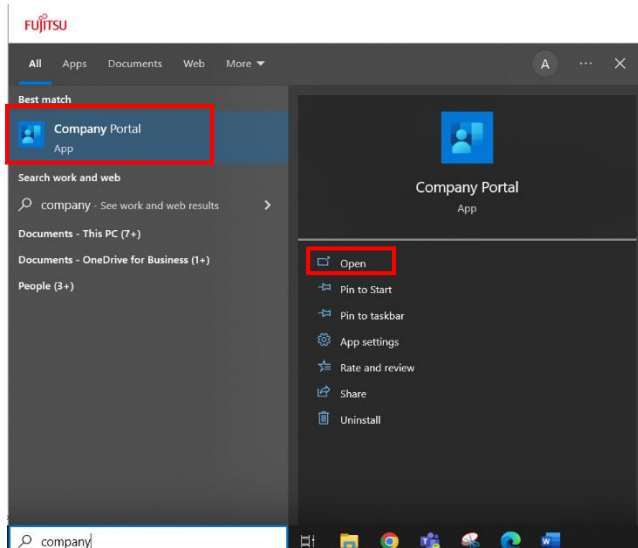 FUJITSU
All Apps Documents Web More A ...
Best match
Company Portal
App
Search work and web
company - See work and web results
Documents - This PC (7+)
Documents - OneDrive for Business (1+)
People (3+)
Company Portal
App
Open
Pin to Start
Pin to taskbar
App settings
Rate and review
Share
Uninstall
company